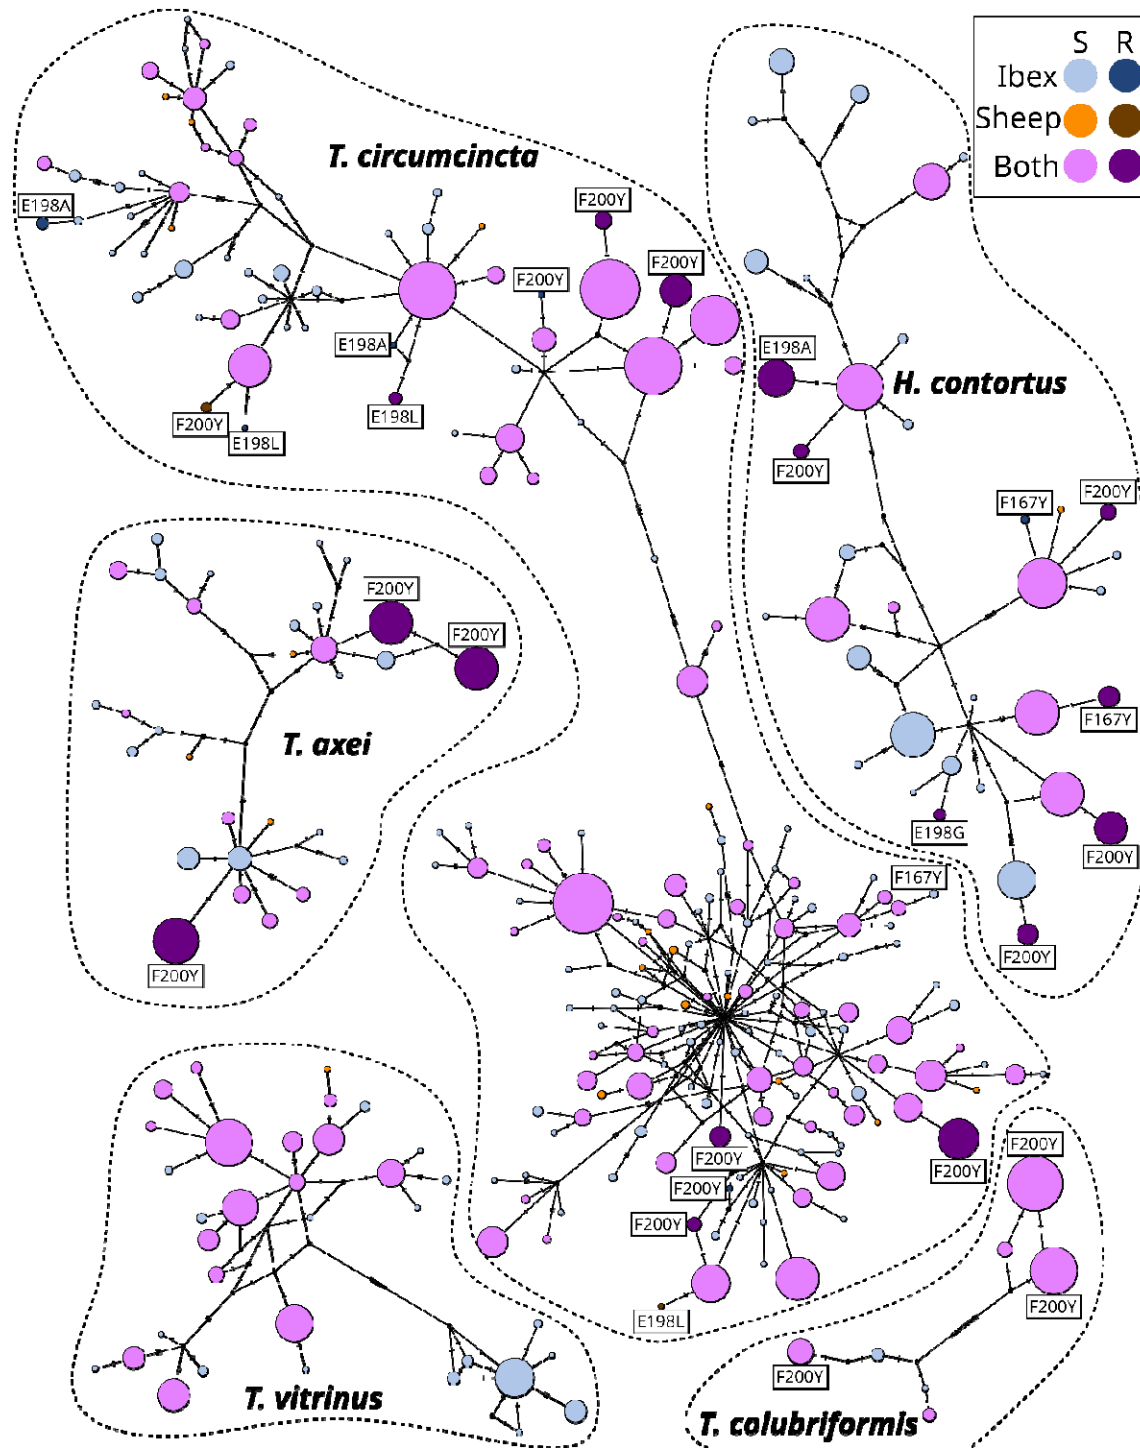 S R
Ibex
Sheep
Both
T. circumcincta
E198A
F200Y
F200Y
F200Y
E198A
E198L
F200Y
E198L
H. contortus
E198A
F200Y
F167Y
F200Y
F167Y
E198G
F200Y
F200Y
T. axei
F200Y
F200Y
F200Y
F167Y
F200Y
F200Y
F200Y
F200Y
E198L
T. vitrinus
T. colubriformis
F200Y
F200Y
F200Y